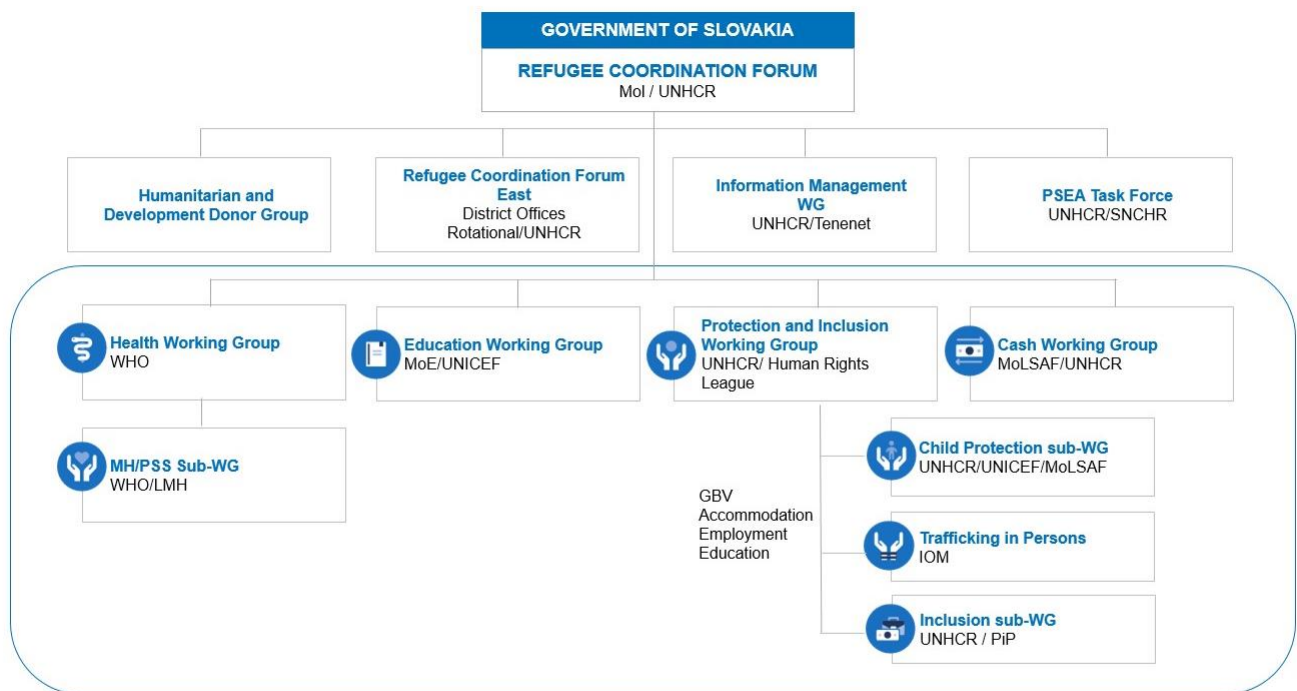 GOVERNMENT OF SLOVAKIA
REFUGEE COORDINATION FORUM
MoI / UNHCR
Humanitarian and
Development Donor Group
Refugee Coordination Forum
East
District Offices
Rotational/UNHCR
Information Management
WG
UNHCR/Tenenet
PSEA Task Force
UNHCR/SNCHR
Health Working Group
WHO
Education Working Group
MoE/UNICEF
Protection and Inclusion
Working Group
UNHCR/ Human Rights
League
Cash Working Group
MoLSAF/UNHCR
MH/PSS Sub-WG
WHO/LMH
GBV
Accommodation
Employment
Education
Child Protection sub-WG
UNHCR/UNICEF/MoLSAF
Trafficking in Persons
IOM
Inclusion sub-WG
UNHCR / PiP